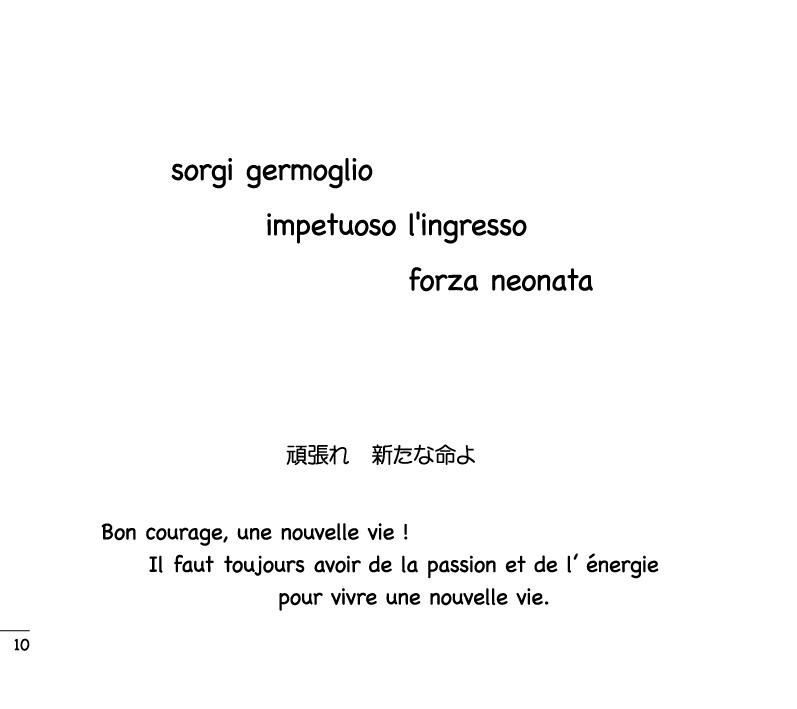 sorgi germoglio
impetuoso l'ingresso
forza neonata
頑張れ　新たな命よ
Bon courage, une nouvelle vie !
Il faut toujours avoir de la passion et de l’ énergie
pour vivre une nouvelle vie.
10